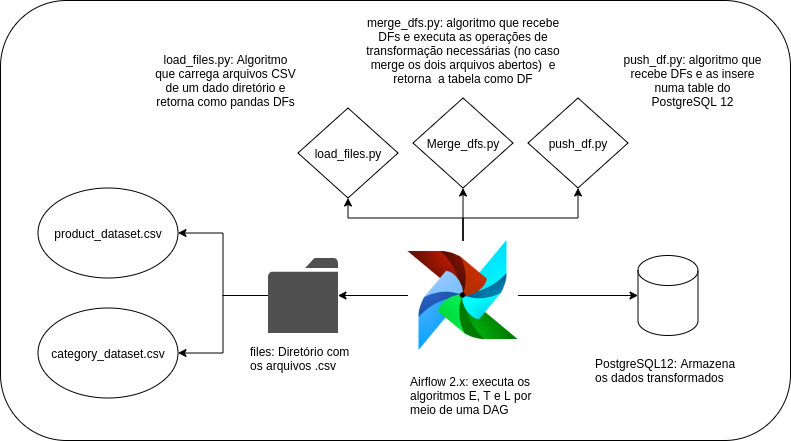 merge_dfs.py: algoritmo que recebe
DFs e executa as operações de
transformação necessárias (no caso
merge os dois arquivos abertos)  e
retorna  a tabela como DF
load_files.py: Algoritmo
que carrega arquivos CSV
de um dado diretório e
retorna como pandas DFs
push_df.py: algoritmo que
recebe DFs e as insere
numa table do
PostgreSQL 12
load_files.py
Merge_dfs.py
push_df.py
product_dataset.csv
category_dataset.csv
files: Diretório com
os arquivos .csv
Airflow 2.x: executa os
algoritmos E, T e L por
meio de uma DAG
PostgreSQL12: Armazena
os dados transformados